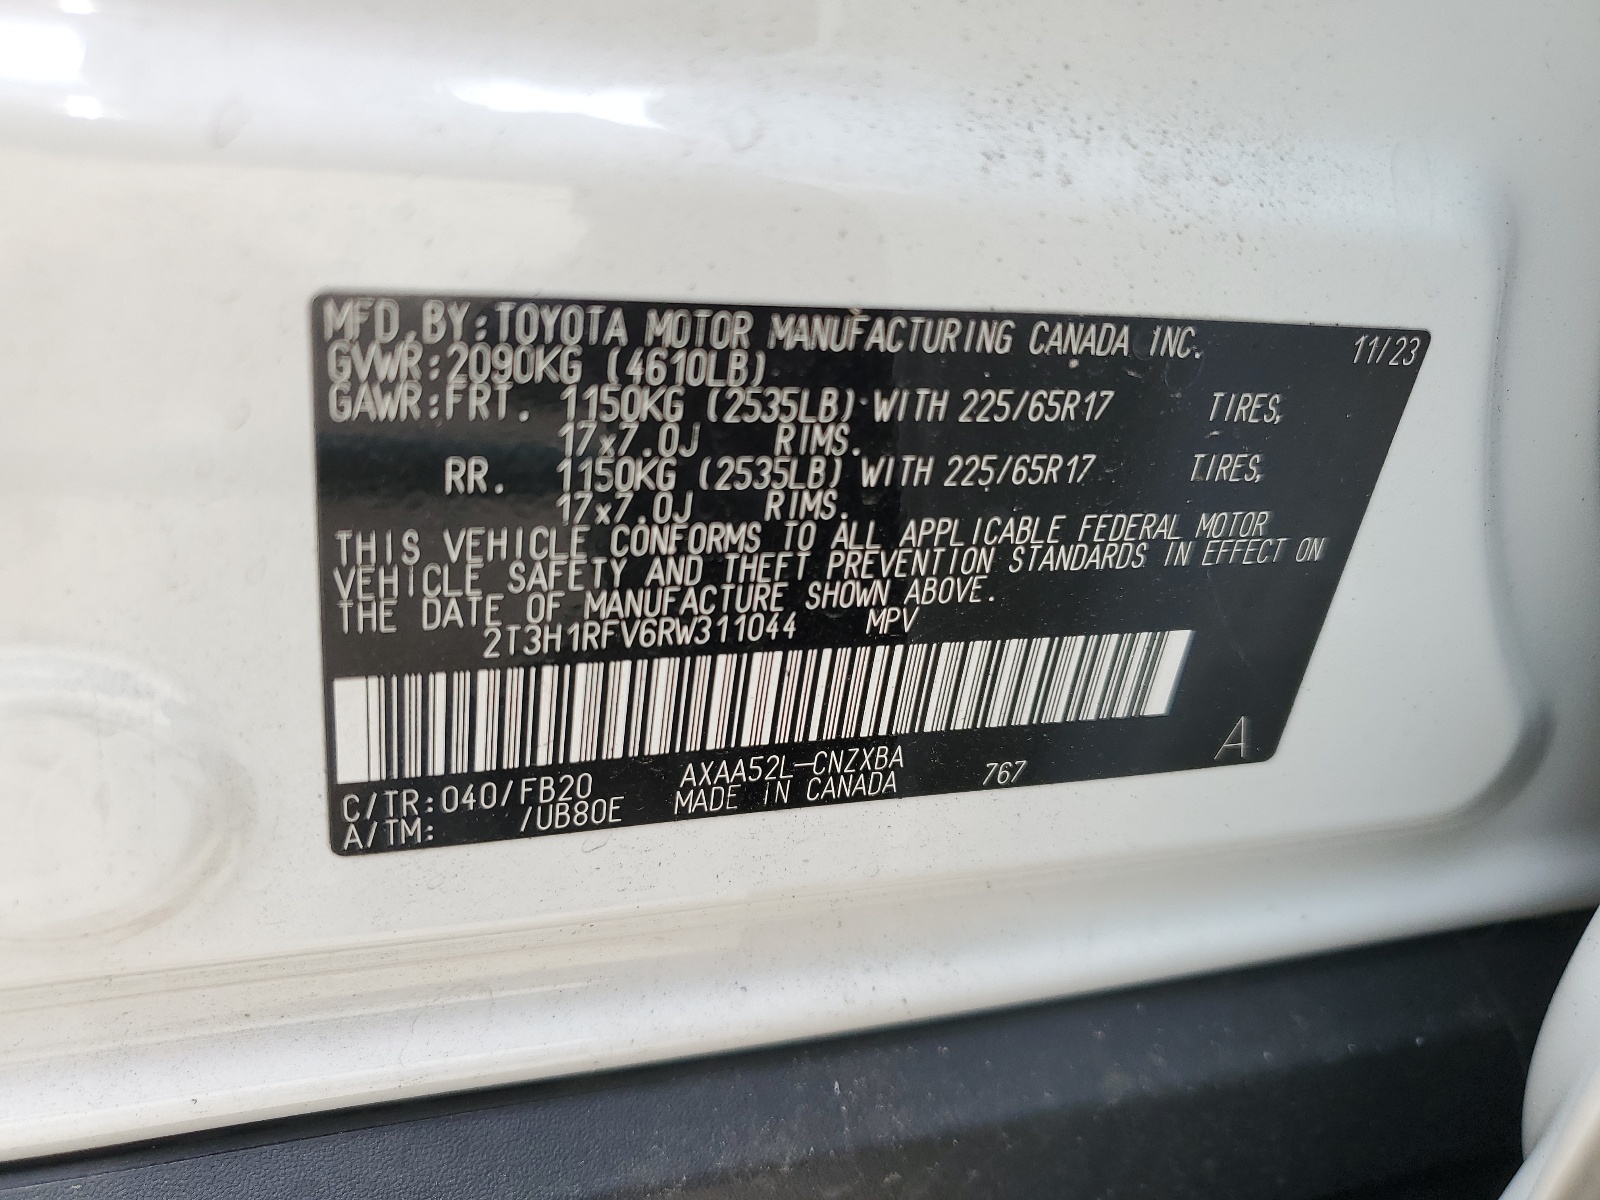 MFD. BY: TOYOTA MOTOR MANUFACTURING CANADA INC. 11/23
GVWR: 2090KG (4610LB)
GAWR: FRT. 1150KG (2535LB) WITH 225/65R17 TIRES,
17x7.0J RIMS.
RR. 1150KG (2535LB) WITH 225/65R17 TIRES,
17x7.0J RIMS.
THIS VEHICLE CONFORMS TO ALL APPLICABLE FEDERAL MOTOR
VEHICLE SAFETY AND THEFT PREVENTION STANDARDS IN EFFECT ON
THE DATE OF MANUFACTURE SHOWN ABOVE.
2T3H1RFV6RW311044 MPV
C/TR: 040/FB20 AXAA52L-CNZXBA 767 A
A/TM: /UB80E MADE IN CANADA